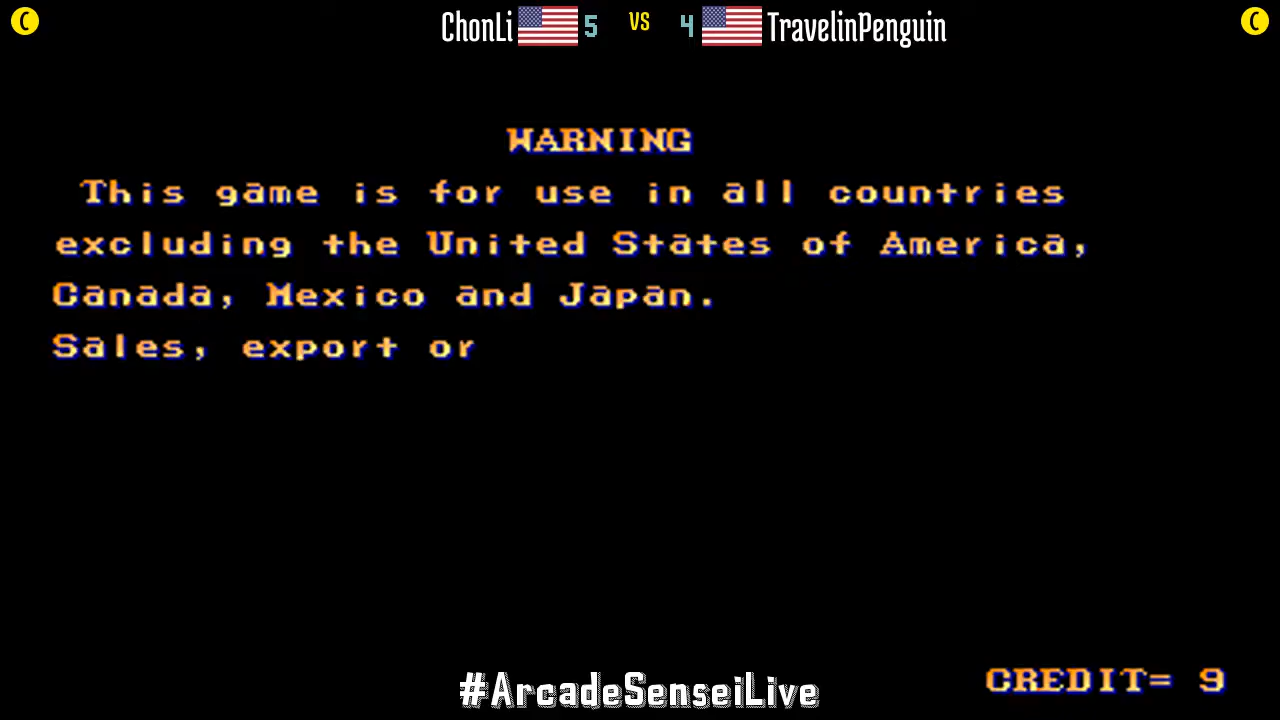 C ChonLi 5 VS 4 TravelinPenguin C
WARNING
This game is for use in all countries
excluding the United States of America,
Canada, Mexico and Japan.
Sales, export or
#ArcadeSenseiLive
CREDIT= 9